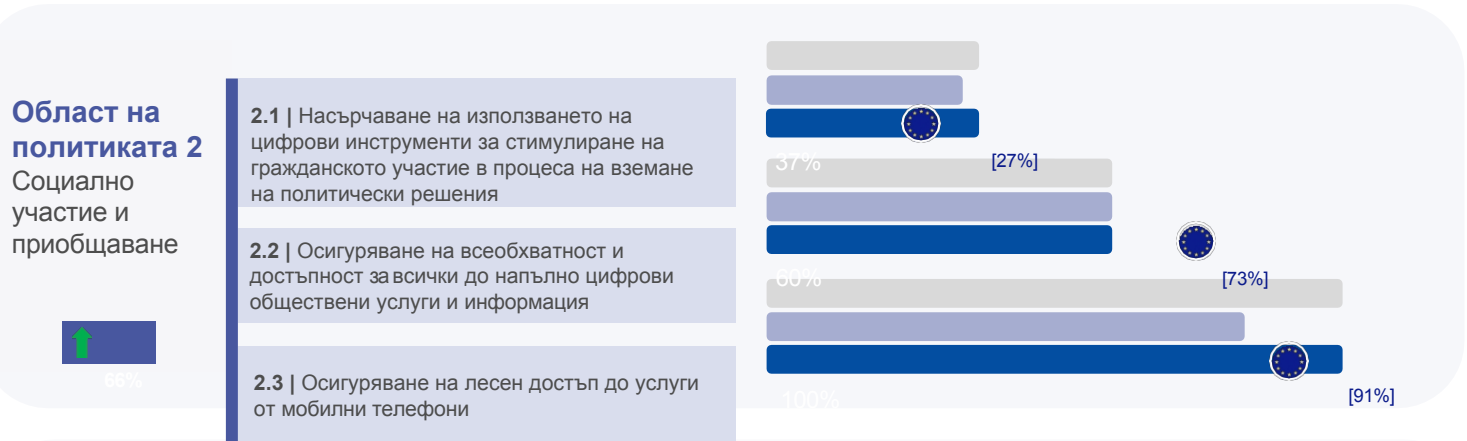 Област на
политиката 2
Социално
участие и
приобщаване
66%
2.1 | Насърчаване на използването на
цифрови инструменти за стимулиране на
гражданското участие в процеса на вземане
на политически решения
2.2 | Осигуряване на всеобхватност и
достъпност за всички до напълно цифрови
обществени услуги и информация
2.3 | Осигуряване на лесен достъп до услуги
от мобилни телефони
37%
[27%]
60%
[73%]
100%
[91%]